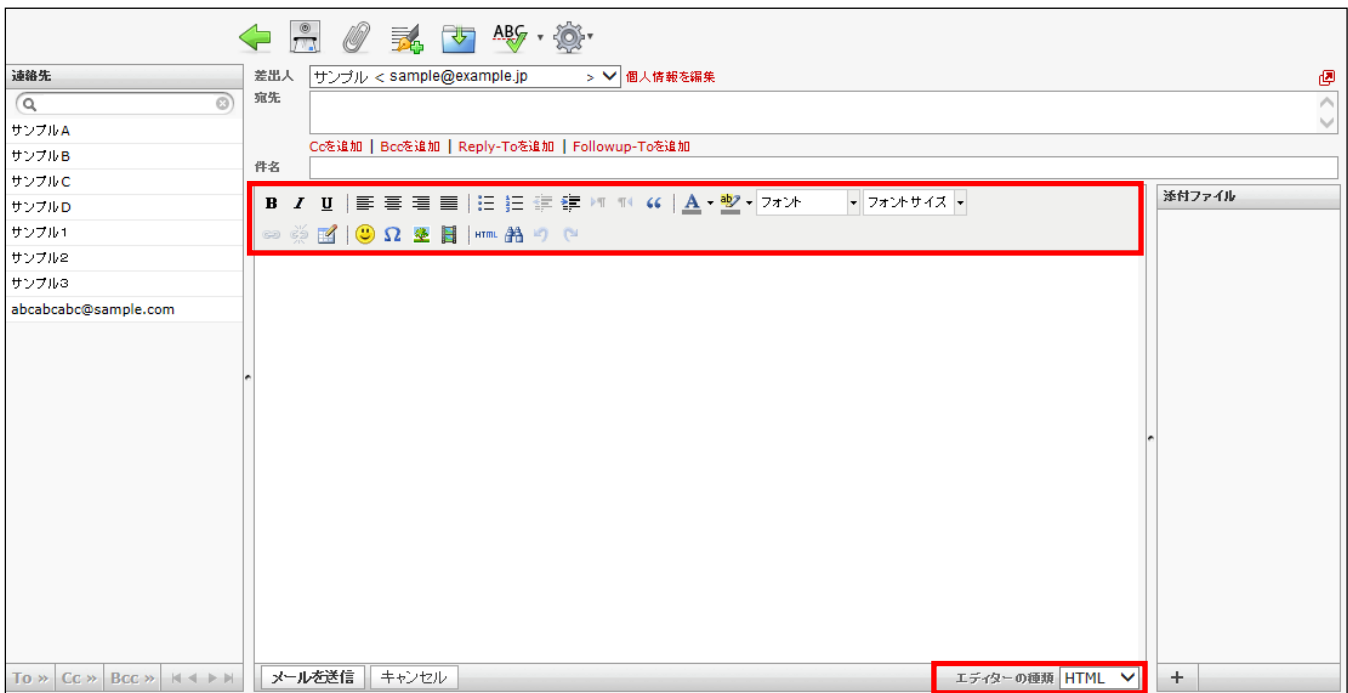 ABC
連絡先
差出人 サンプル < sample@example.jp > 個人情報を編集
宛先
サンプルA
Ccを追加 | Bccを追加 | Reply-Toを追加 | Followup-Toを追加
サンプルB
件名
サンプルC
サンプルD
サンプル1
サンプル2
サンプル3
abcabcabc@sample.com
B I U A ab フォント フォントサイズ
Ω HTML
添付ファイル
To » Cc » Bcc »
メールを送信 キャンセル エディターの種類 HTML
+